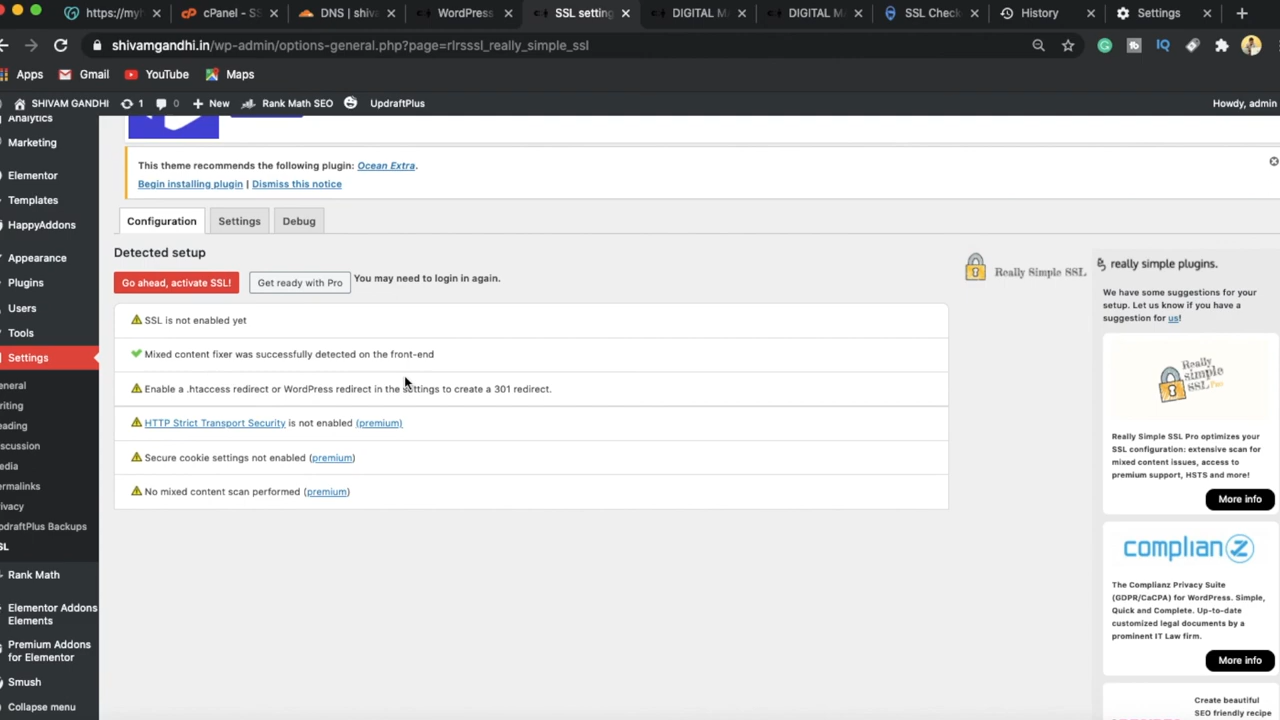 https://myh
cPanel - SS
DNS | shiva
WordPress
SSL setting
DIGITAL M
DIGITAL M
SSL Check
History
Settings
shivamgandhi.in/wp-admin/options-general.php?page=rlrsssl_really_simple_ssl
Apps
Gmail
YouTube
Maps
SHIVAM GANDHI
1
0
New
Rank Math SEO
UpdraftPlus
Howdy, admin
Analytics
Marketing
Elementor
Templates
HappyAddons
Appearance
Plugins
Users
Tools
Settings
eneral
riting
eading
scussion
edia
ermalinks
ivacy
pdraftPlus Backups
SL
Rank Math
Elementor Addons
Elements
Premium Addons
for Elementor
Smush
Collapse menu
This theme recommends the following plugin: Ocean Extra.
Begin installing plugin | Dismiss this notice
Configuration
Settings
Debug
Detected setup
Go ahead, activate SSL!
Get ready with Pro
You may need to login in again.
SSL is not enabled yet
Mixed content fixer was successfully detected on the front-end
Enable a .htaccess redirect or WordPress redirect in the settings to create a 301 redirect.
HTTP Strict Transport Security is not enabled (premium)
Secure cookie settings not enabled (premium)
No mixed content scan performed (premium)
Really Simple SSL
really simple plugins.
We have some suggestions for your
setup. Let us know if you have a
suggestion for us!
Really
simple
SSL Pro
Really Simple SSL Pro optimizes your
SSL configuration: extensive scan for
mixed content issues, access to
premium support, HSTS and more!
More info
complianz
The Complianz Privacy Suite
(GDPR/CaCPA) for WordPress. Simple,
Quick and Complete. Up-to-date
customized legal documents by a
prominent IT Law firm.
More info
Create beautiful
SEO friendly recipe